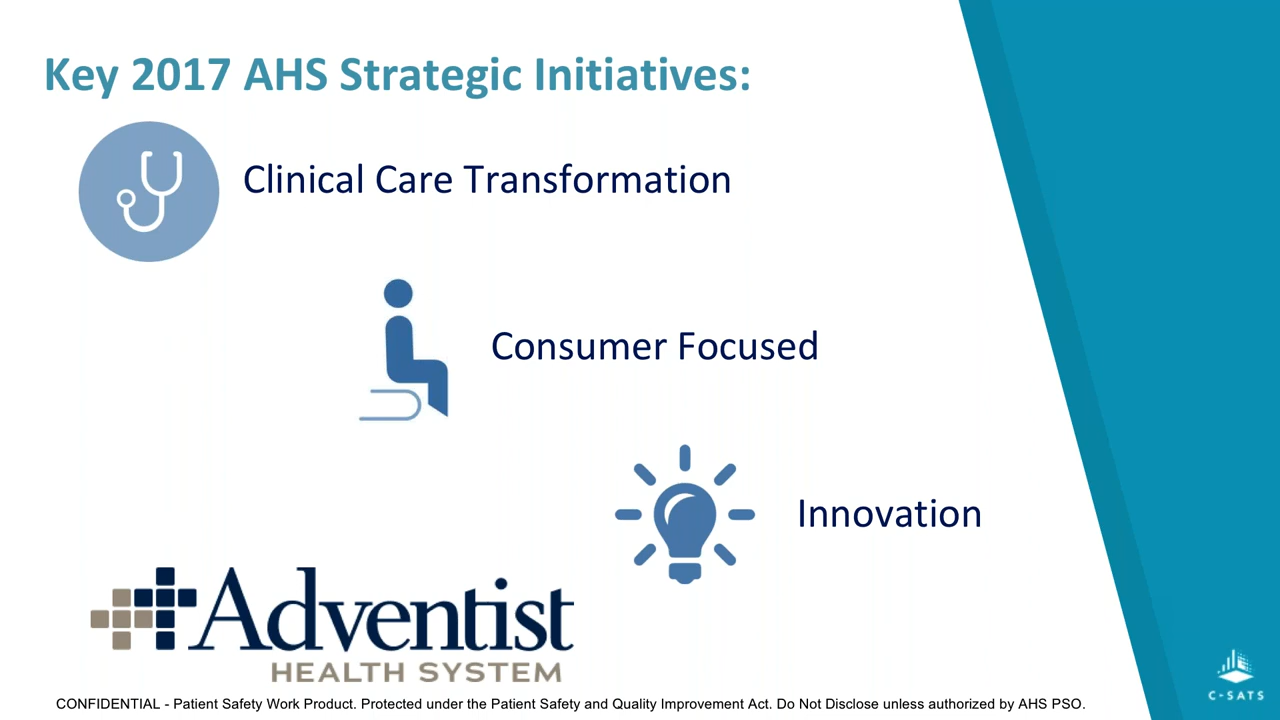 Key 2017 AHS Strategic Initiatives:
Clinical Care Transformation
Consumer Focused
Innovation
Adventist
HEALTH SYSTEM
C-SATS
CONFIDENTIAL - Patient Safety Work Product. Protected under the Patient Safety and Quality Improvement Act. Do Not Disclose unless authorized by AHS PSO.